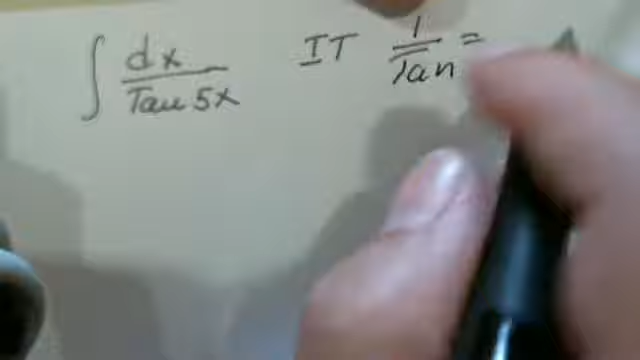 ∫ dx / Tan 5x IT 1 / Tan =